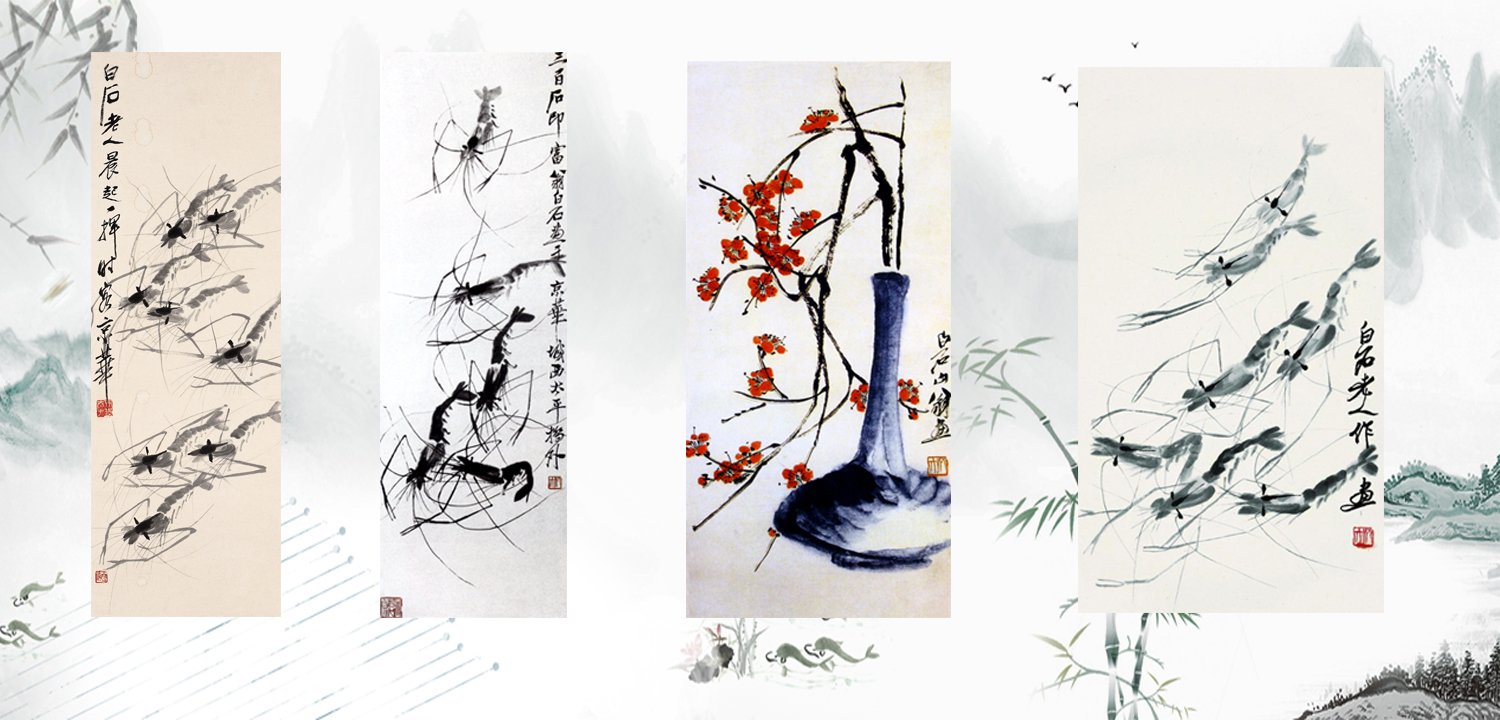 白石老人晨起一挥时客京华
三百石印富翁白石画于京華城西太平橋外
白石山翁画
白石老人作画